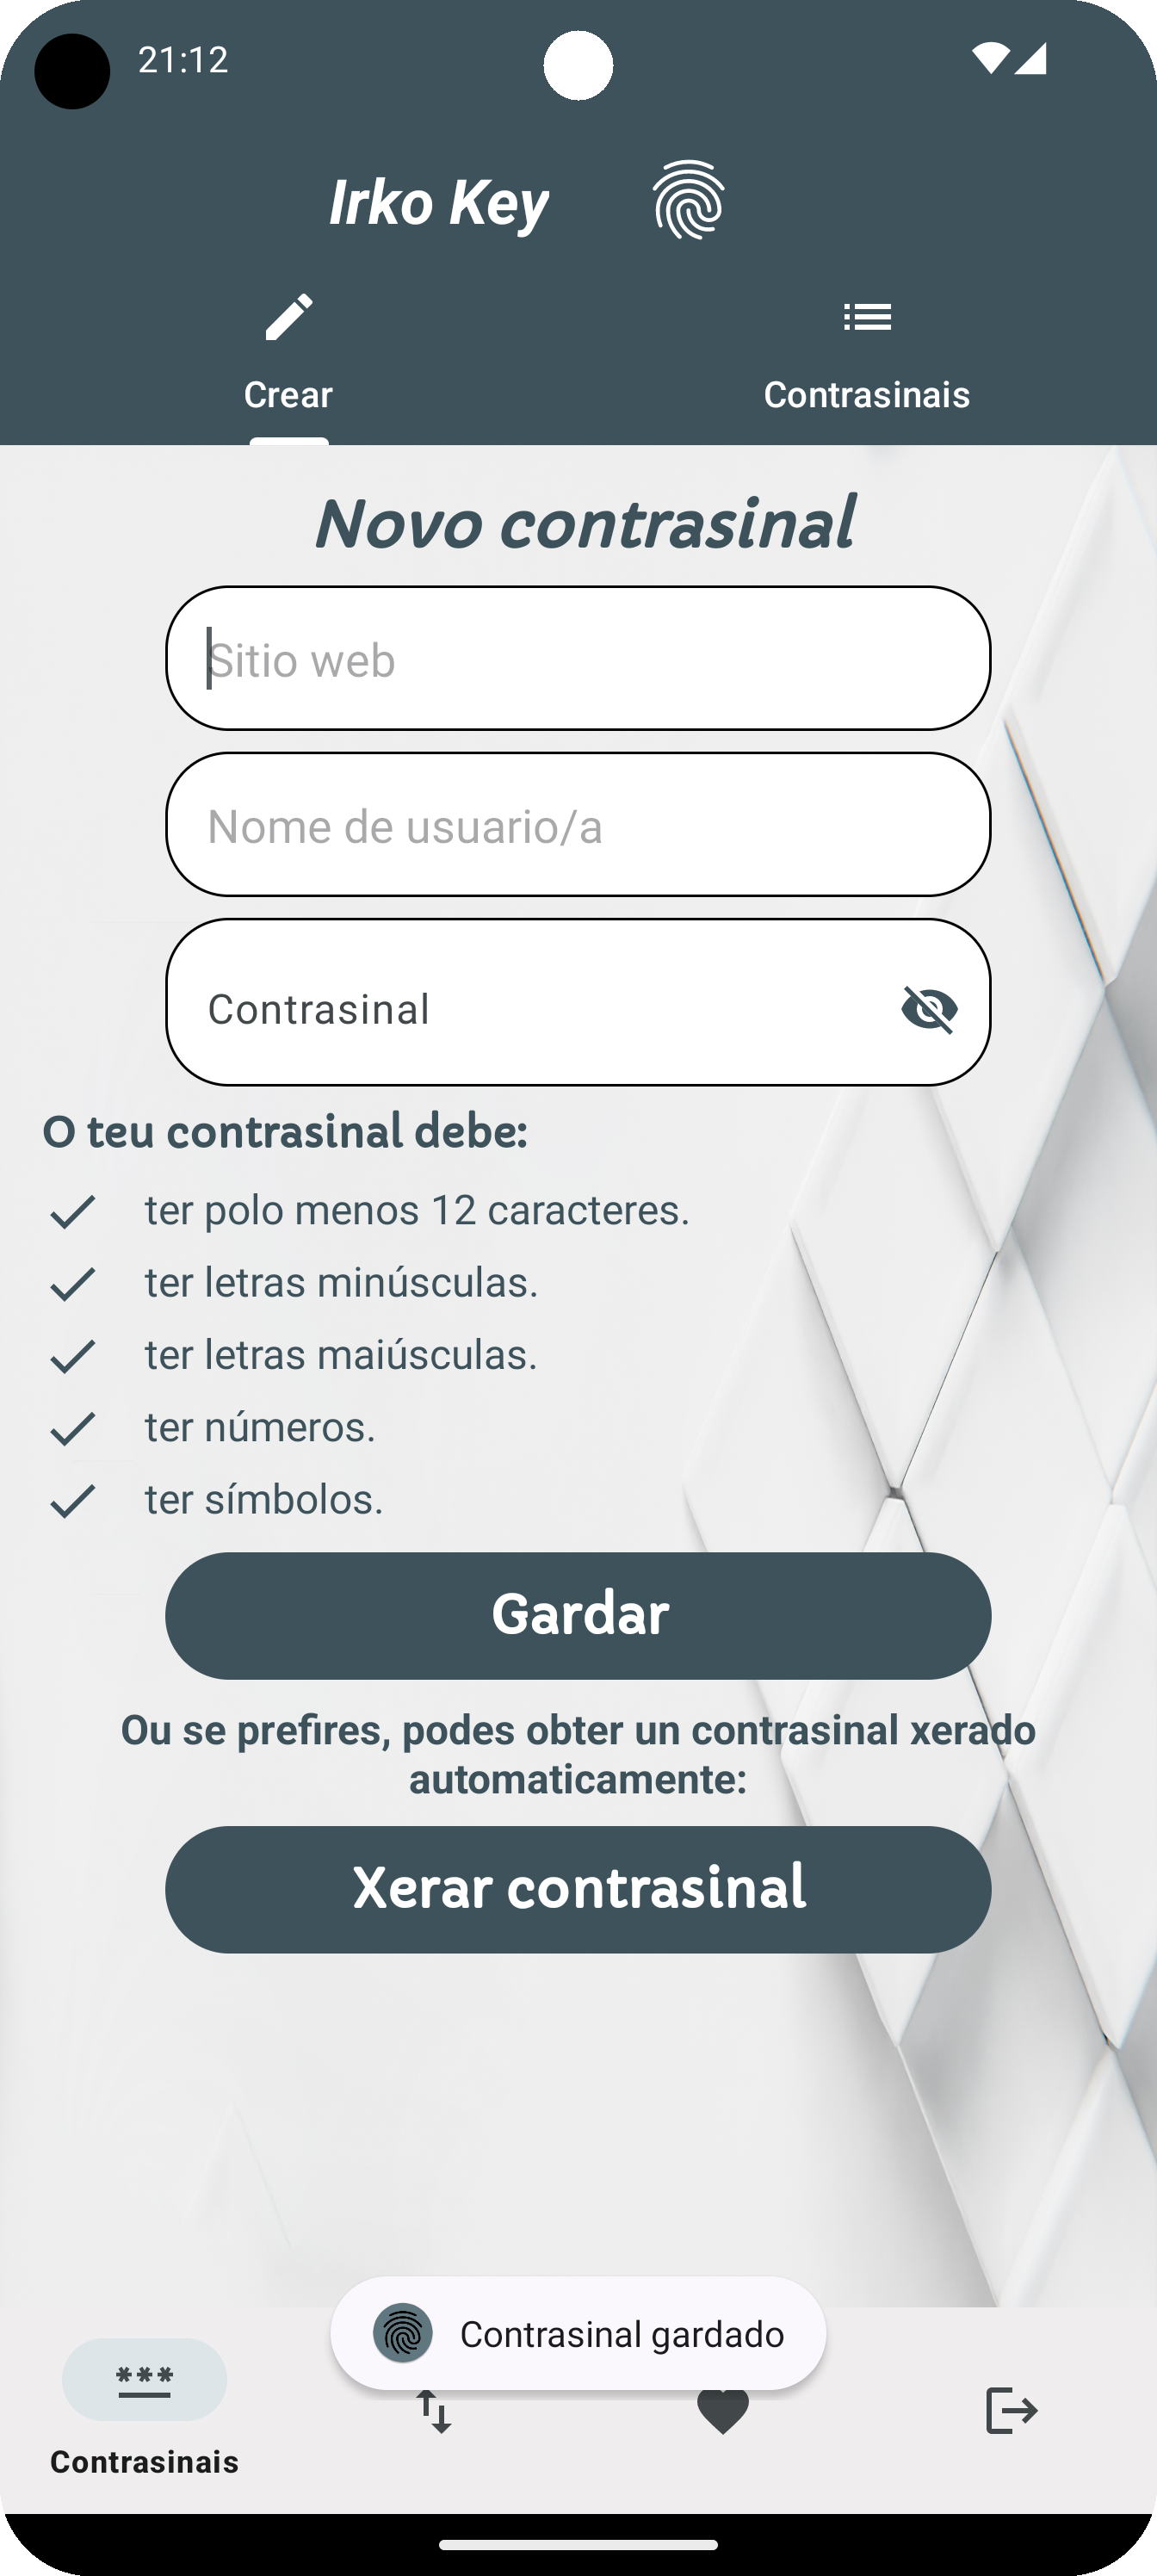 21:12
Irko Key
Crear
Contrasinais
Novo contrasinal
Sitio web
Nome de usuario/a
Contrasinal
O teu contrasinal debe:
ter polo menos 12 caracteres.
ter letras minúsculas.
ter letras maiúsculas.
ter números.
ter símbolos.
Gardar
Ou se prefires, podes obter un contrasinal xerado
automaticamente:
Xerar contrasinal
Contrasinal gardado
***
Contrasinais